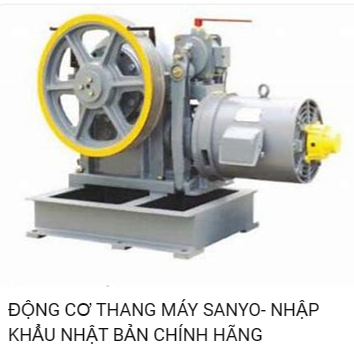 ĐỘNG CƠ THANG MÁY SANYO- NHẬP
KHẨU NHẬT BẢN CHÍNH HÃNG